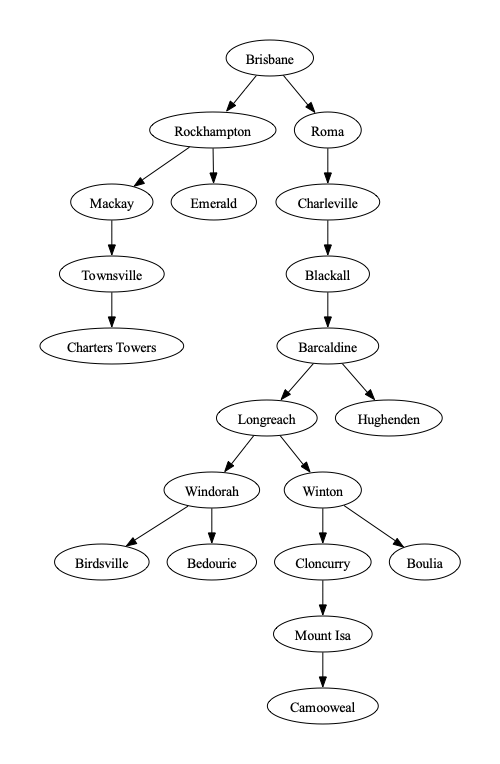 Brisbane
Rockhampton
Roma
Mackay
Emerald
Charleville
Townsville
Blackall
Charters Towers
Barcaldine
Longreach
Hughenden
Windorah
Winton
Birdsville
Bedourie
Cloncurry
Boulia
Mount Isa
Camooweal